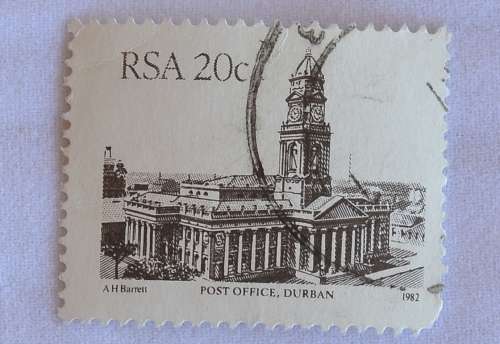 RSA 20c
A H Barrett
POST OFFICE, DURBAN
1982